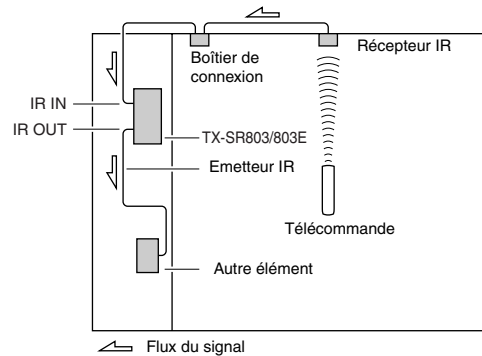 Récepteur IR
Boîtier de
connexion
IR IN
IR OUT
TX-SR803/803E
Emetteur IR
Télécommande
Autre élément
Flux du signal